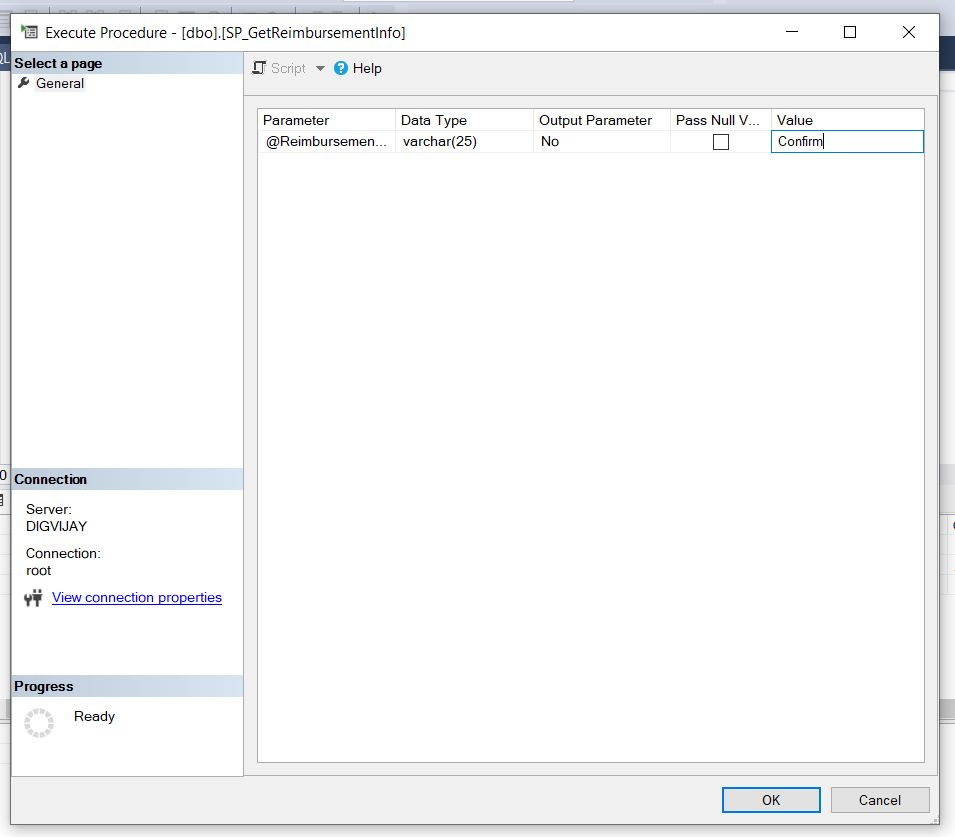 Execute Procedure - [dbo].[SP_GetReimbursementInfo]
Select a page
General
Script
Help
Parameter Data Type Output Parameter Pass Null V... Value
@Reimbursemen... varchar(25) No Confirm
Connection
Server:
DIGVIJAY
Connection:
root
View connection properties
Progress
Ready
OK Cancel